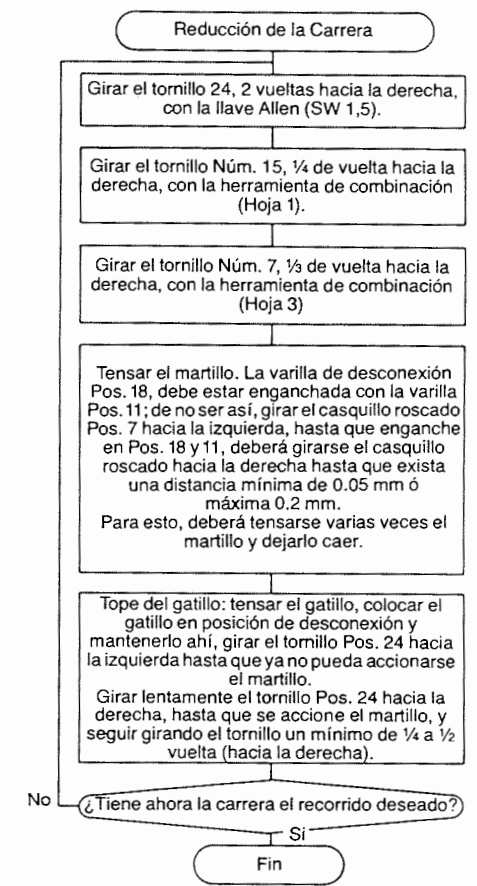 Reducción de la Carrera
Girar el tornillo 24, 2 vueltas hacia la derecha,
con la llave Allen (SW 1,5).
Girar el tornillo Núm. 15, ¼ de vuelta hacia la
derecha, con la herramienta de combinación
(Hoja 1).
Girar el tornillo Núm. 7, ⅓ de vuelta hacia la
derecha, con la herramienta de combinación
(Hoja 3)
Tensar el martillo. La varilla de desconexión
Pos. 18, debe estar enganchada con la varilla
Pos. 11; de no ser así, girar el casquillo roscado
Pos. 7 hacia la izquierda, hasta que enganche
en Pos. 18 y 11, deberá girarse el casquillo
roscado hacia la derecha hasta que exista
una distancia mínima de 0.05 mm ó
máxima 0.2 mm.
Para esto, deberá tensarse varias veces el
martillo y dejarlo caer.
Tope del gatillo: tensar el gatillo, colocar el
gatillo en posición de desconexión y
mantenerlo ahí, girar el tornillo Pos. 24 hacia
la izquierda hasta que ya no pueda accionarse
el martillo.
Girar lentamente el tornillo Pos. 24 hacia la
derecha, hasta que se accione el martillo, y
seguir girando el tornillo un mínimo de ¼ a ½
vuelta (hacia la derecha).
No
¿Tiene ahora la carrera el recorrido deseado?
Sí
Fin